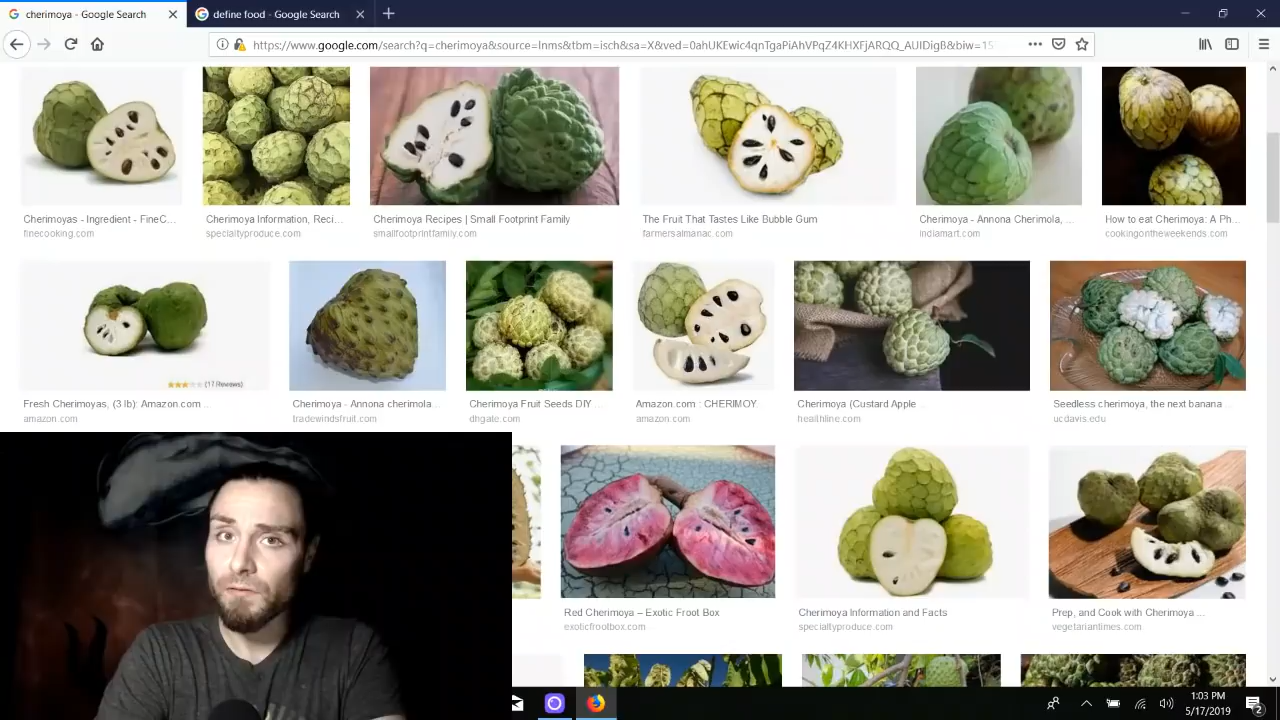 cherimoya - Google Search
define food - Google Search
https://www.google.com/search?q=cherimoya&source=lnms&tbm=isch&sa=X&ved=0ahUKEwic4qnTgaPiAhVPqZ4KHXFjARQQ_AUIDigB&biw=15
Cherimoyas - Ingredient - FineC...
finecooking.com
Cherimoya Information, Reci...
specialtyproduce.com
Cherimoya Recipes | Small Footprint Family
smallfootprintfamily.com
The Fruit That Tastes Like Bubble Gum
farmersalmanac.com
Cherimoya - Annona Cherimola, ...
indiamart.com
How to eat Cherimoya: A Ph...
cookingontheweekends.com
(17 Reviews)
Fresh Cherimoyas, (3 lb): Amazon.com ...
amazon.com
Cherimoya - Annona cherimola...
tradewindsfruit.com
Cherimoya Fruit Seeds DIY ...
dhgate.com
Amazon.com : CHERIMOY.
amazon.com
Cherimoya (Custard Apple ...
healthline.com
Seedless cherimoya, the next banana...
ucdavis.edu
Red Cherimoya – Exotic Froot Box
exoticfrootbox.com
Cherimoya Information and Facts
specialtyproduce.com
Prep, and Cook with Cherimoya ...
vegetariantimes.com
1:03 PM
5/17/2019
2